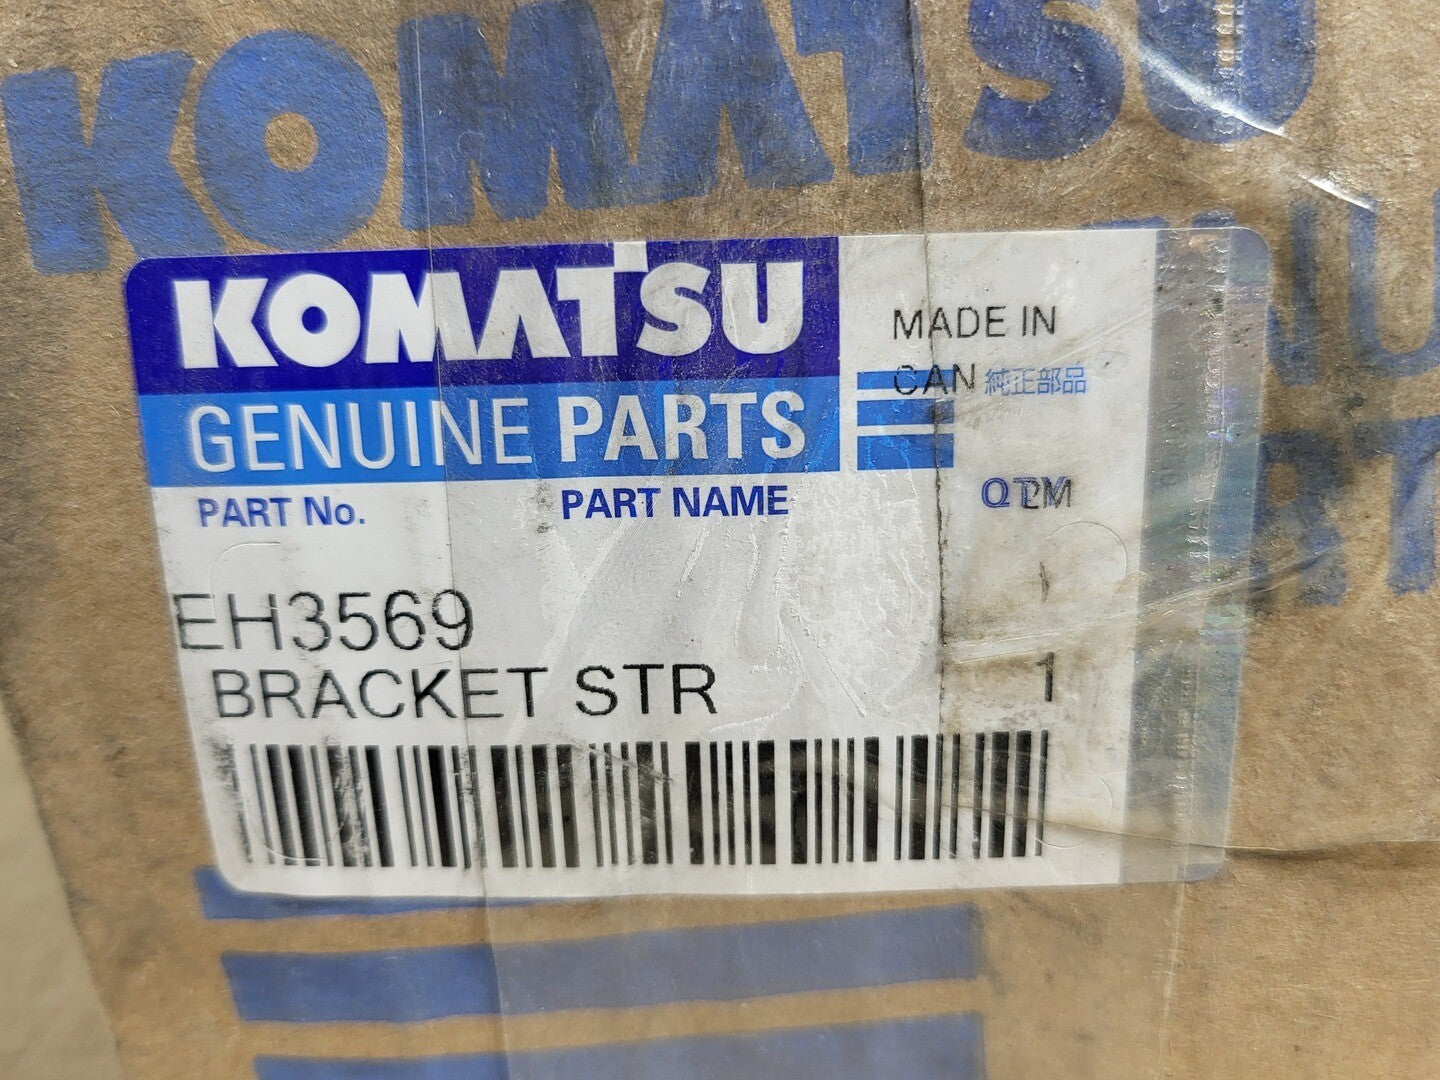 KOMATSU
KOMATSU
GENUINE PARTS
MADE IN
CAN 純正部品
PART No.
PART NAME
EH3569
BRACKET STR
1